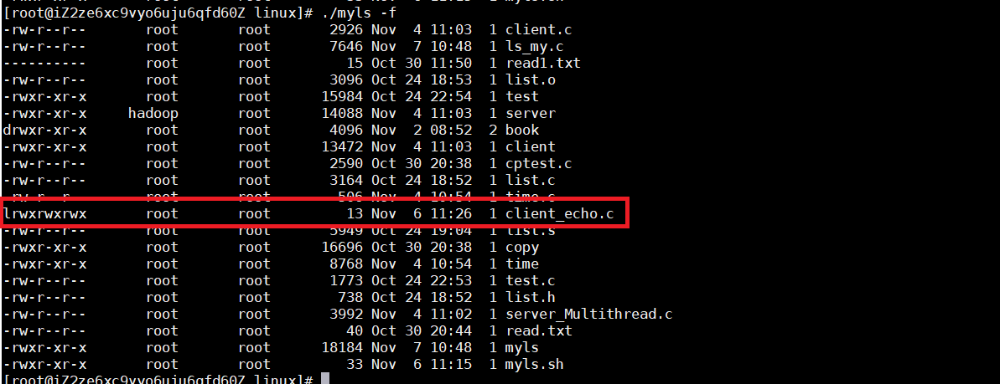 [root@iZ2ze6xc9vyo6uju6qfd60Z linux]# ./myls -f
-rw-r--r-- root root 2926 Nov 4 11:03 1 client.c
-rw-r--r-- root root 7646 Nov 7 10:48 1 ls_my.c
---------- root root 15 Oct 30 11:50 1 read1.txt
-rw-r--r-- root root 3096 Oct 24 18:53 1 list.o
-rwxr-xr-x root root 15984 Oct 24 22:54 1 test
-rwxr-xr-x hadoop root 14088 Nov 4 11:03 1 server
drwxr-xr-x root root 4096 Nov 2 08:52 2 book
-rwxr-xr-x root root 13472 Nov 4 11:03 1 client
-rw-r--r-- root root 2590 Oct 30 20:38 1 cptest.c
-rw-r--r-- root root 3164 Oct 24 18:52 1 list.c
-rw-r--r-- root root 506 Nov 4 10:54 1 time.c
lrwxrwxrwx root root 13 Nov 6 11:26 1 client_echo.c
-rw-r--r-- root root 5949 Oct 24 19:04 1 list.s
-rwxr-xr-x root root 16696 Oct 30 20:38 1 copy
-rwxr-xr-x root root 8768 Nov 4 10:54 1 time
-rw-r--r-- root root 1773 Oct 24 22:53 1 test.c
-rw-r--r-- root root 738 Oct 24 18:52 1 list.h
-rw-r--r-- root root 3992 Nov 4 11:02 1 server_Multithread.c
-rw-r--r-- root root 40 Oct 30 20:44 1 read.txt
-rwxr-xr-x root root 18184 Nov 7 10:48 1 myls
-rwxr-xr-x root root 33 Nov 6 11:15 1 myls.sh
[root@iZ2ze6xc9vyo6uju6qfd60Z linux]#